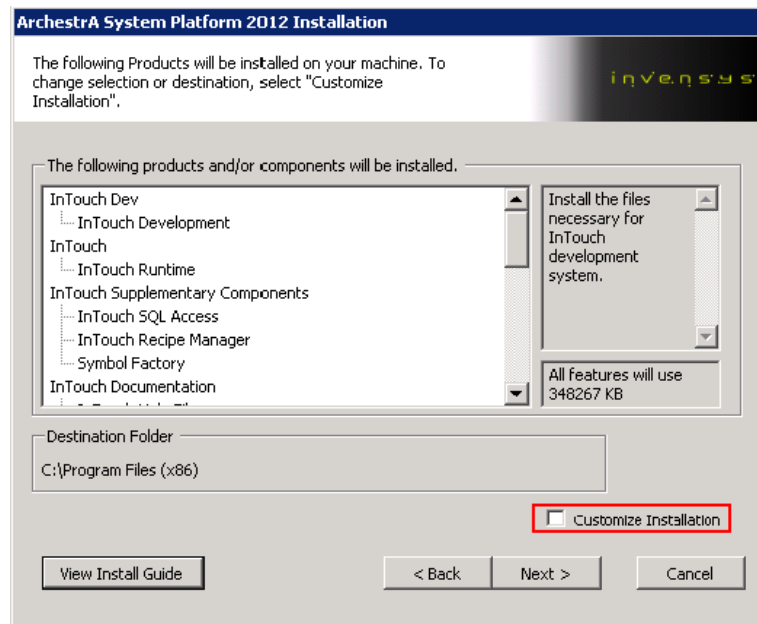 ArchestrA System Platform 2012 Installation
The following Products will be installed on your machine. To
change selection or destination, select "Customize
Installation".
invensys
The following products and/or components will be installed.
InTouch Dev
InTouch Development
InTouch
InTouch Runtime
InTouch Supplementary Components
InTouch SQL Access
InTouch Recipe Manager
Symbol Factory
InTouch Documentation
Install the files
necessary for
InTouch
development
system.
All features will use
348267 KB
Destination Folder
C:\Program Files (x86)
Customize Installation
View Install Guide
< Back
Next >
Cancel